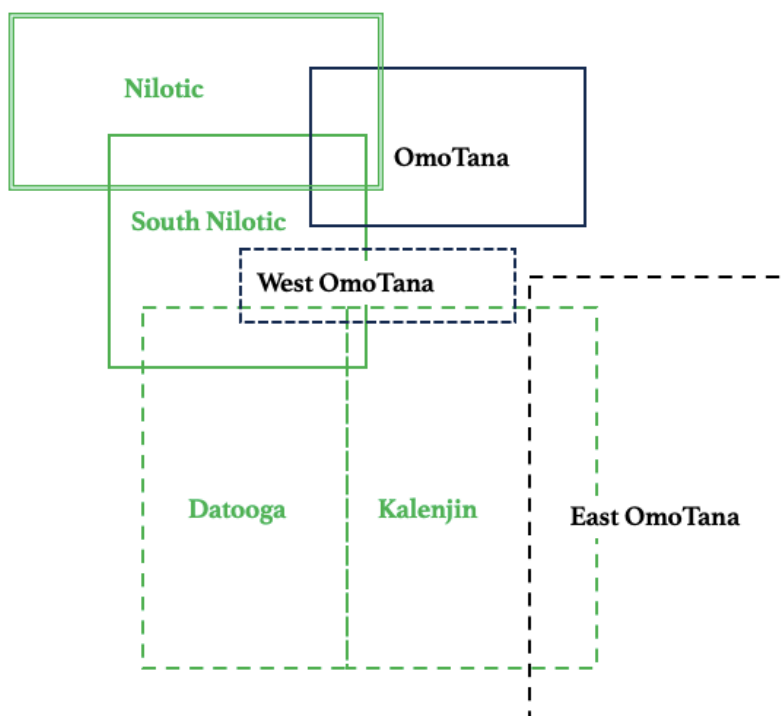 Nilotic
OmoTana
South Nilotic
West OmoTana
Datooga
Kalenjin
East OmoTana